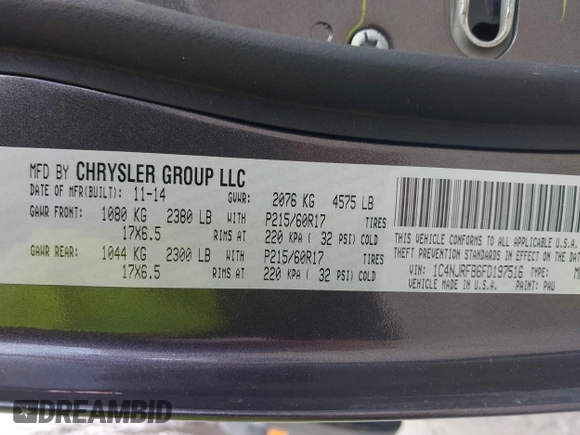 MFD BY CHRYSLER GROUP LLC
DATE OF MFR(BUILT): 11-14 GVWR: 2076 KG 4575 LB
GAWR FRONT: 1080 KG 2380 LB WITH P215/60R17 TIRES
17X6.5 RIMS AT 220 KPA ( 32 PSI) COLD
GAWR REAR: 1044 KG 2300 LB WITH P215/60R17 TIRES
17X6.5 RIMS AT 220 KPA ( 32 PSI) COLD
THIS VEHICLE CONFORMS TO ALL APPLICABLE U.S.A.
THEFT PREVENTION STANDARDS IN EFFECT ON THE DATE
VIN: 1C4NJRFB6FD197516 TYPE:
VEHICLE MADE IN U.S.A. PAINT: PAU
DREAMBID